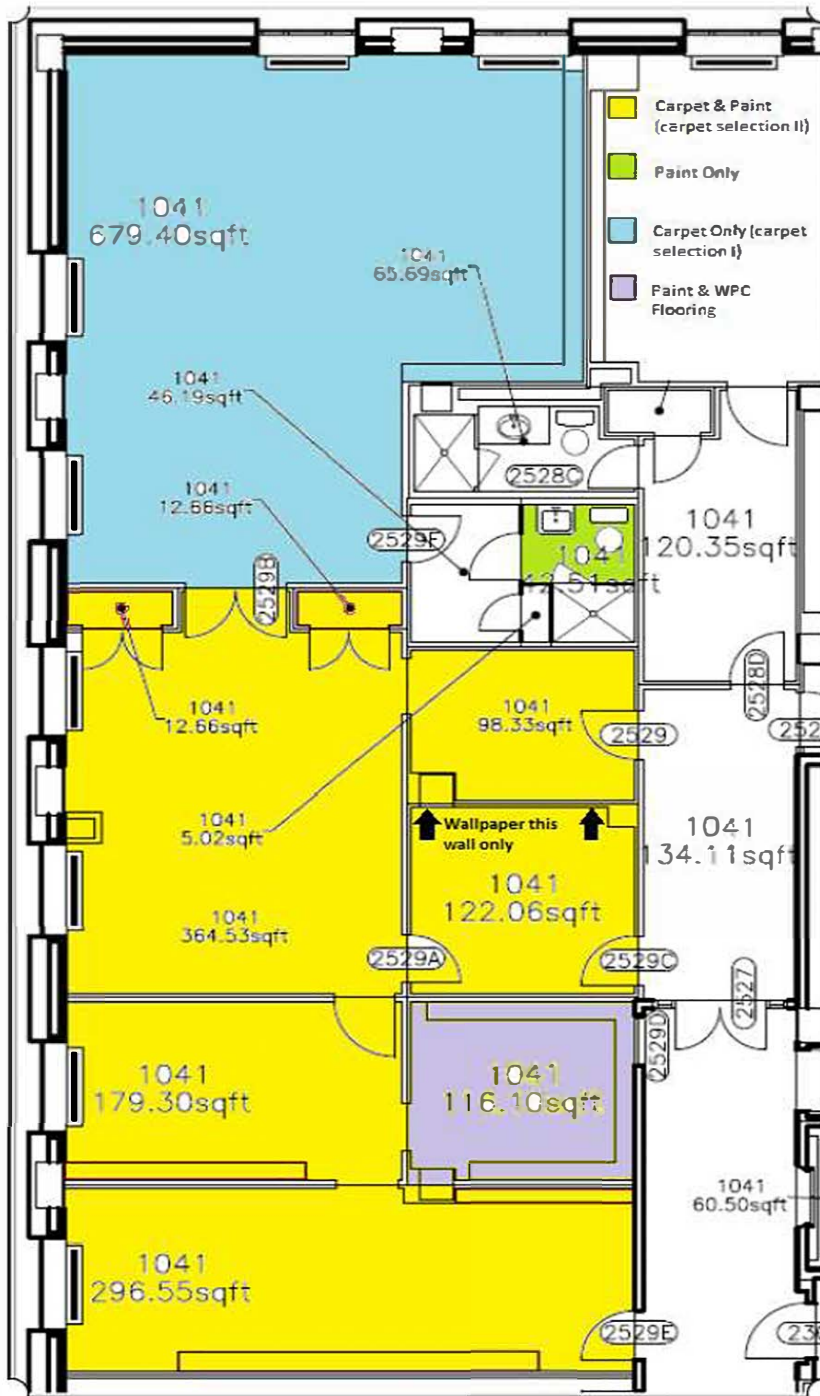 Carpet & Paint
(carpet selection II)
Paint Only
Carpet Only (carpet
selection I)
Paint & WPC
Flooring
1041
679.40sqft
1041
65.69sqft
1041
46.19sqft
1041
12.66sqft
2528C
2529F
2529B
1041
42.51sqft
1041
120.35sqft
2528D
1041
12.66sqft
1041
98.33sqft
2529
1041
5.02sqft
Wallpaper this
wall only
1041
134.11sqft
1041
122.06sqft
1041
364.53sqft
2529A
2529C
2527
2529D
1041
179.30sqft
1041
116.10sqft
1041
60.50sqft
1041
296.55sqft
2529E